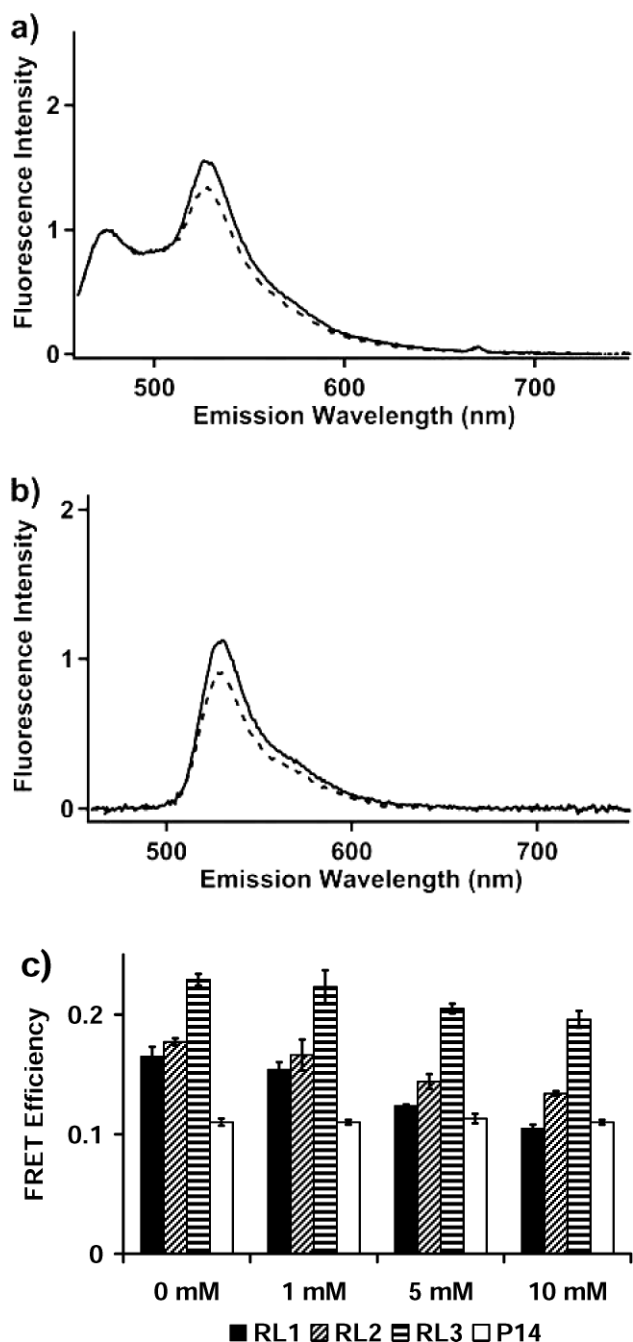 a)
Fluorescence Intensity
2
1
0
500 600 700
Emission Wavelength (nm)
b)
Fluorescence Intensity
2
1
0
500 600 700
Emission Wavelength (nm)
c)
FRET Efficiency
0.2
0.1
0
0 mM 1 mM 5 mM 10 mM
RL1 RL2 RL3 P14